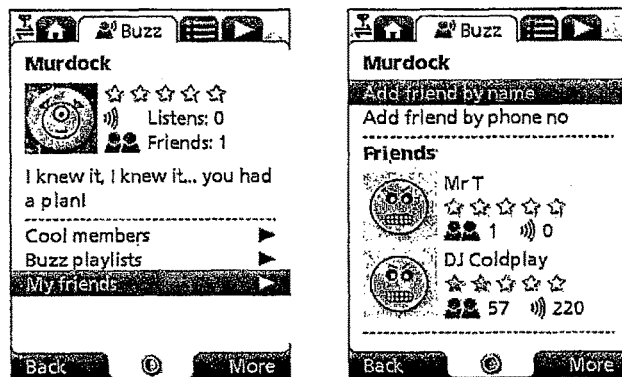 Buzz
Murdock
Listens: 0
Friends: 1
I knew it, I knew it... you had
a plan!
Cool members
Buzz playlists
My friends
Back
More
Buzz
Murdock
Add friend by name
Add friend by phone no
Friends
Mr T
1
0
DJ Coldplay
57
220
Back
More